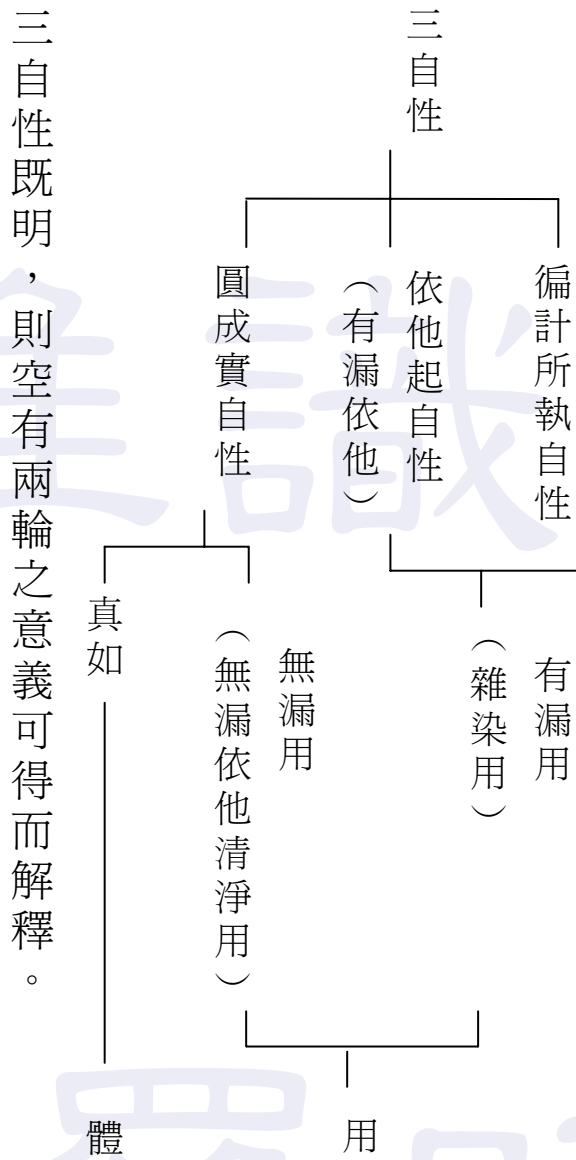 三自性
徧計所執自性
依他起自性
（有漏依他）
圓成實自性
有漏用
（雜染用）
無漏用
（無漏依他清淨用）
真如
用
體
三自性既明，則空有兩輪之意義可得而解釋。